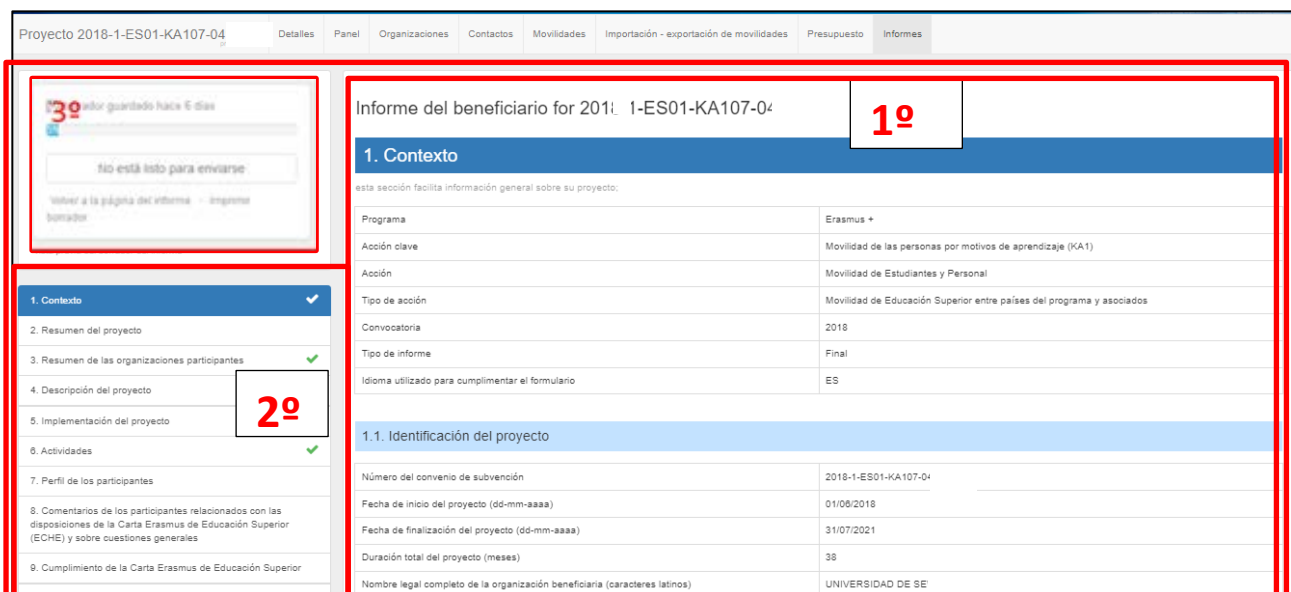 Proyecto 2018-1-ES01-KA107-04
Detalles
Panel
Organizaciones
Contactos
Movilidades
Importación - exportación de movilidades
Presupuesto
Informes
3º
guardado hace 6 días
No está listo para enviarse
Volver a la página del informe - Imprimir
borrador
1. Contexto
2. Resumen del proyecto
3. Resumen de las organizaciones participantes
4. Descripción del proyecto
5. Implementación del proyecto
6. Actividades
7. Perfil de los participantes
8. Comentarios de los participantes relacionados con las
disposiciones de la Carta Erasmus de Educación Superior
(ECHE) y sobre cuestiones generales
9. Cumplimiento de la Carta Erasmus de Educación Superior
2º
Informe del beneficiario for 201 1-ES01-KA107-04
1º
1. Contexto
esta sección facilita información general sobre su proyecto;
Programa Erasmus +
Acción clave Movilidad de las personas por motivos de aprendizaje (KA1)
Acción Movilidad de Estudiantes y Personal
Tipo de acción Movilidad de Educación Superior entre países del programa y asociados
Convocatoria 2018
Tipo de informe Final
Idioma utilizado para cumplimentar el formulario ES
1.1. Identificación del proyecto
Número del convenio de subvención 2018-1-ES01-KA107-04
Fecha de inicio del proyecto (dd-mm-aaaa) 01/06/2018
Fecha de finalización del proyecto (dd-mm-aaaa) 31/07/2021
Duración total del proyecto (meses) 38
Nombre legal completo de la organización beneficiaria (caracteres latinos) UNIVERSIDAD DE SE